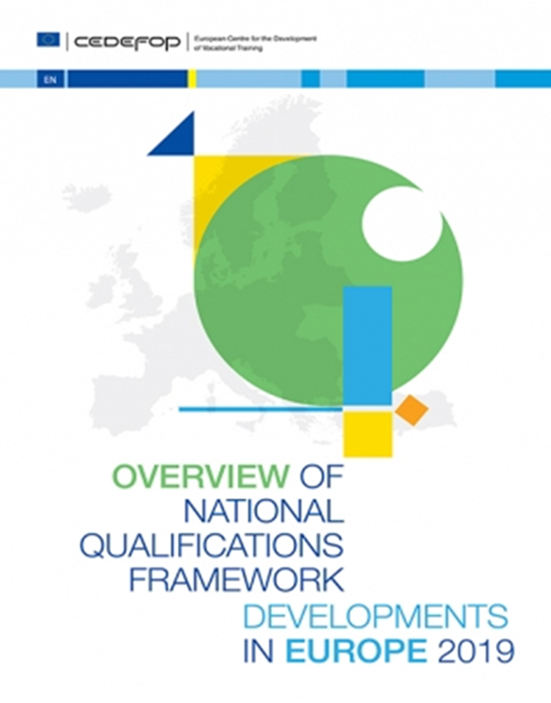 CEDEFOP
European Centre for the Development
of Vocational Training
EN
OVERVIEW OF
NATIONAL
QUALIFICATIONS
FRAMEWORK
DEVELOPMENTS
IN EUROPE 2019